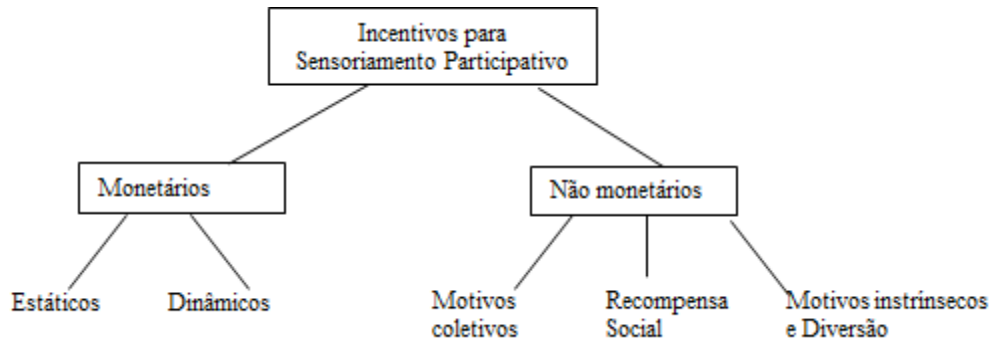 Incentivos para
Sensoriamento Participativo
Monetários
Não monetários
Estáticos
Dinâmicos
Motivos
coletivos
Recompensa
Social
Motivos instrínsecos
e Diversão